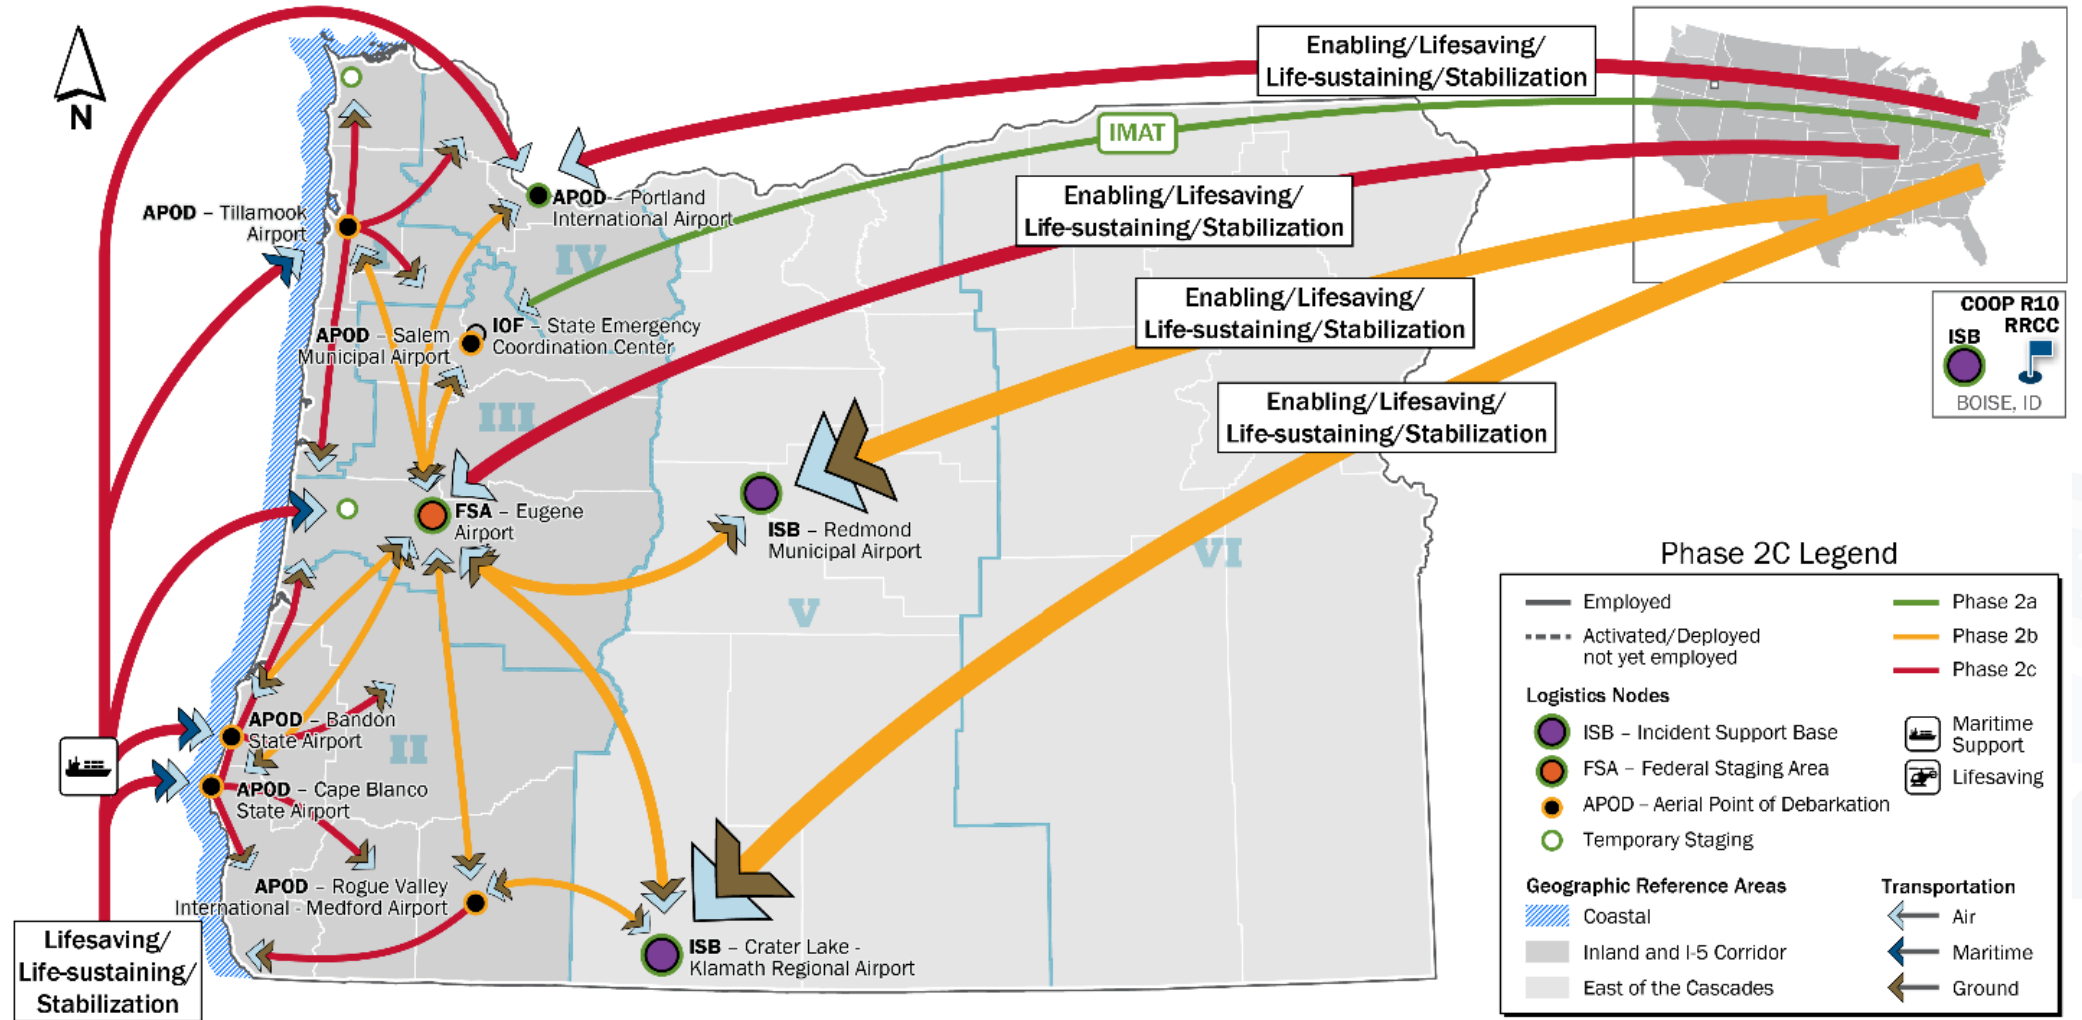 N
Enabling/Lifesaving/
Life-sustaining/Stabilization
IMAT
APOD – Portland
International Airport
APOD – Tillamook
Airport
Enabling/Lifesaving/
Life-sustaining/Stabilization
IV
Enabling/Lifesaving/
Life-sustaining/Stabilization
COOP R10
RRCC
ISB
BOISE, ID
IOF – State Emergency
Coordination Center
APOD – Salem
Municipal Airport
III
Enabling/Lifesaving/
Life-sustaining/Stabilization
FSA – Eugene
Airport
ISB – Redmond
Municipal Airport
VI
V
APOD – Bandon
State Airport
II
APOD – Cape Blanco
State Airport
APOD – Rogue Valley
International - Medford Airport
ISB – Crater Lake -
Klamath Regional Airport
Lifesaving/
Life-sustaining/
Stabilization
Phase 2C Legend
Employed
Activated/Deployed
not yet employed
Phase 2a
Phase 2b
Phase 2c
Logistics Nodes
ISB – Incident Support Base
FSA – Federal Staging Area
APOD – Aerial Point of Debarkation
Temporary Staging
Maritime
Support
Lifesaving
Geographic Reference Areas
Coastal
Inland and I-5 Corridor
East of the Cascades
Transportation
Air
Maritime
Ground